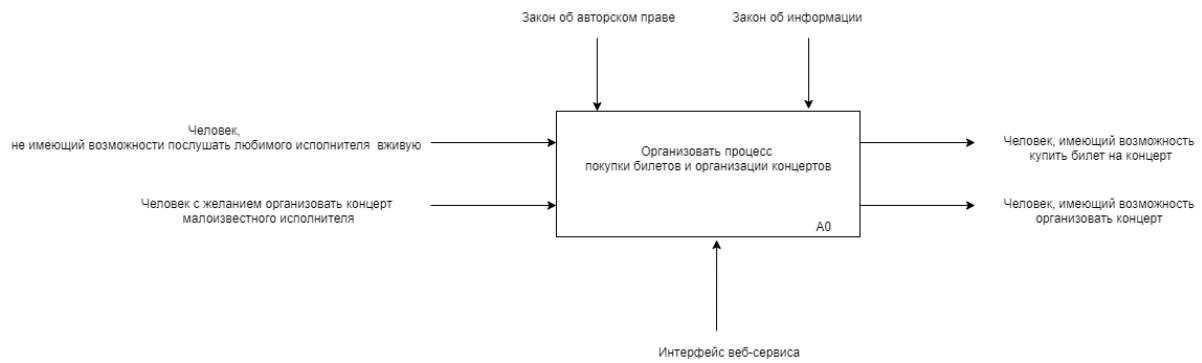 Закон об авторском праве
Закон об информации
Человек,
не имеющий возможности послушать любимого исполнителя вживую
Человек с желанием организовать концерт
малоизвестного исполнителя
Организовать процесс
покупки билетов и организации концертов
A0
Человек, имеющий возможность
купить билет на концерт
Человек, имеющий возможность
организовать концерт
Интерфейс веб-сервиса